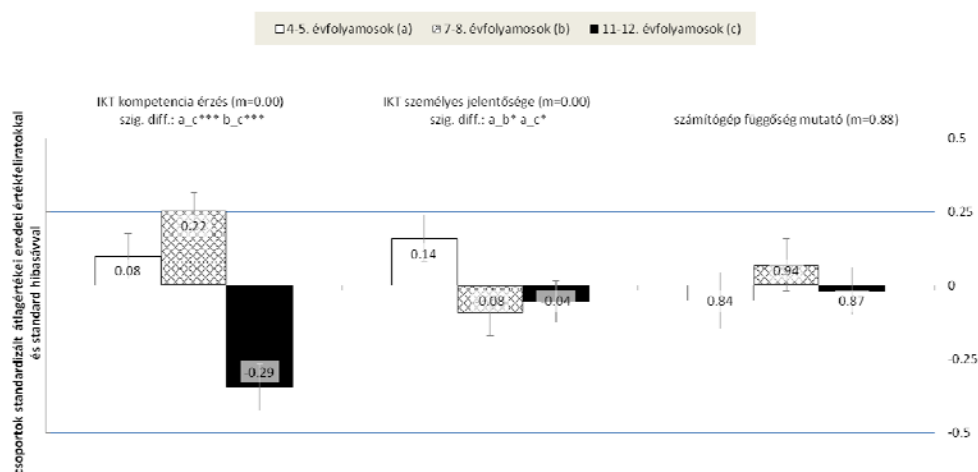 4-5. évfolyamosok (a) 7-8. évfolyamosok (b) 11-12. évfolyamosok (c)
IKT kompetencia érzés (m=0.00)
szig. diff.: a_c*** b_c***
IKT személyes jelentősége (m=0.00)
szig. diff.: a_b* a_c*
számítógép függőség mutató (m=0.88)
csoportok standardizált átlagértékei eredeti értékfeliratokkal
és standard hibasávval
0.08
0.22
-0.29
0.14
0.08
0.04
0.84
0.94
0.87
0.5
0.25
0
-0.25
-0.5